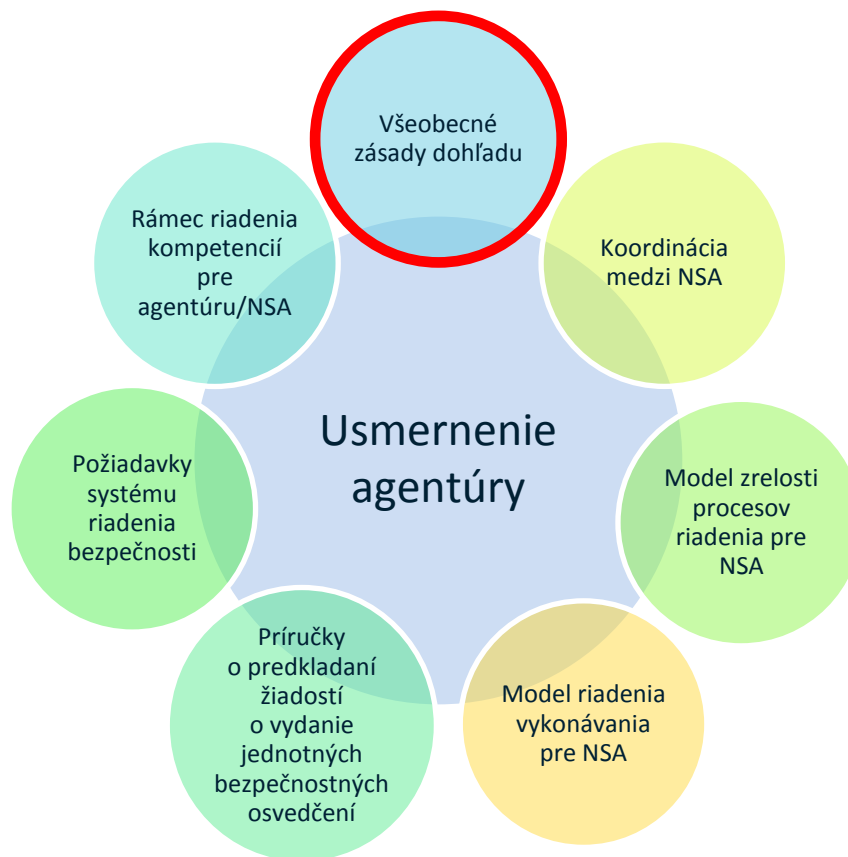 Všeobecné
zásady dohľadu
Rámec riadenia
kompetencií
pre
agentúru/NSA
Koordinácia
medzi NSA
Usmernenie
agentúry
Požiadavky
systému
riadenia
bezpečnosti
Model zrelosti
procesov
riadenia pre
NSA
Príručky
o predkladaní
žiadostí
o vydanie
jednotných
bezpečnostných
osvedčení
Model riadenia
vykonávania
pre NSA